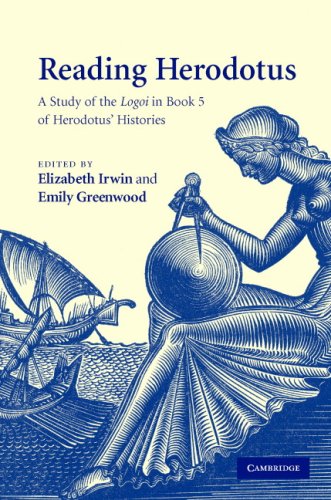 Reading Herodotus
A Study of the Logoi in Book 5
of Herodotus' Histories
EDITED BY
Elizabeth Irwin and
Emily Greenwood
CAMBRIDGE